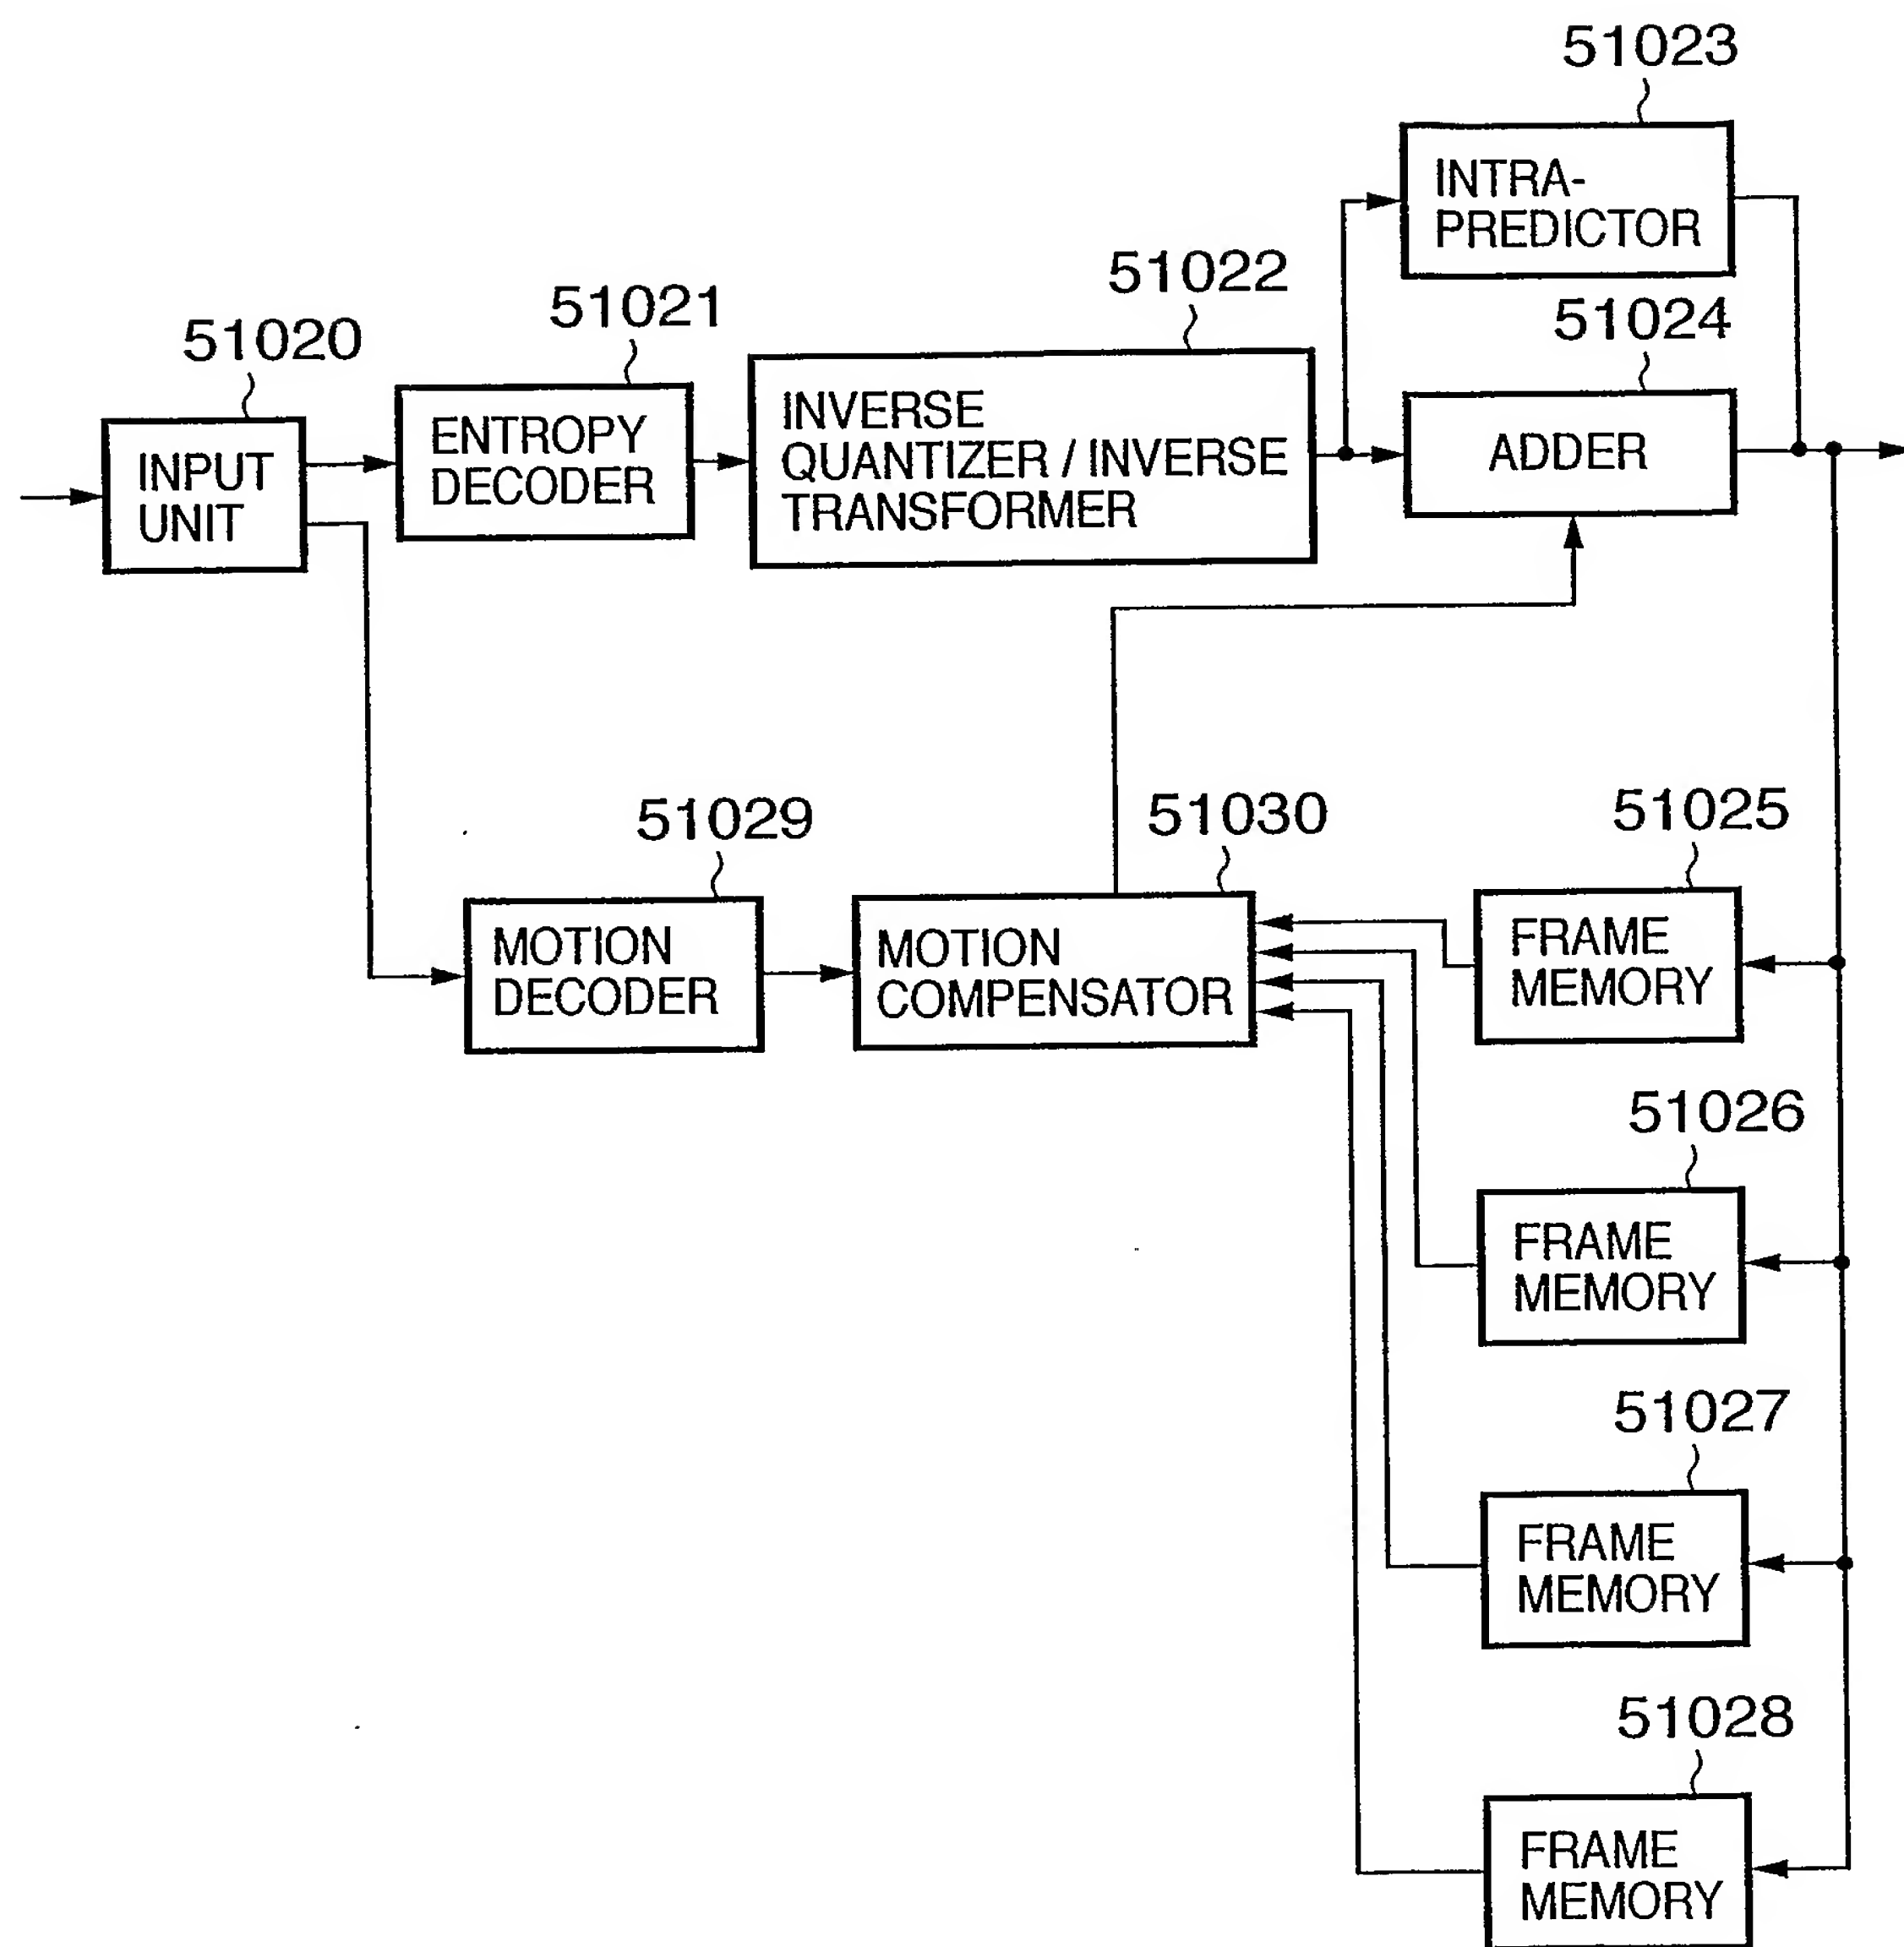 51023
INTRA-
PREDICTOR
51022
51021
51024
51020
INPUT
UNIT
ENTROPY
DECODER
INVERSE
QUANTIZER / INVERSE
TRANSFORMER
ADDER
51029
51030
51025
MOTION
DECODER
MOTION
COMPENSATOR
FRAME
MEMORY
51026
FRAME
MEMORY
51027
FRAME
MEMORY
51028
FRAME
MEMORY